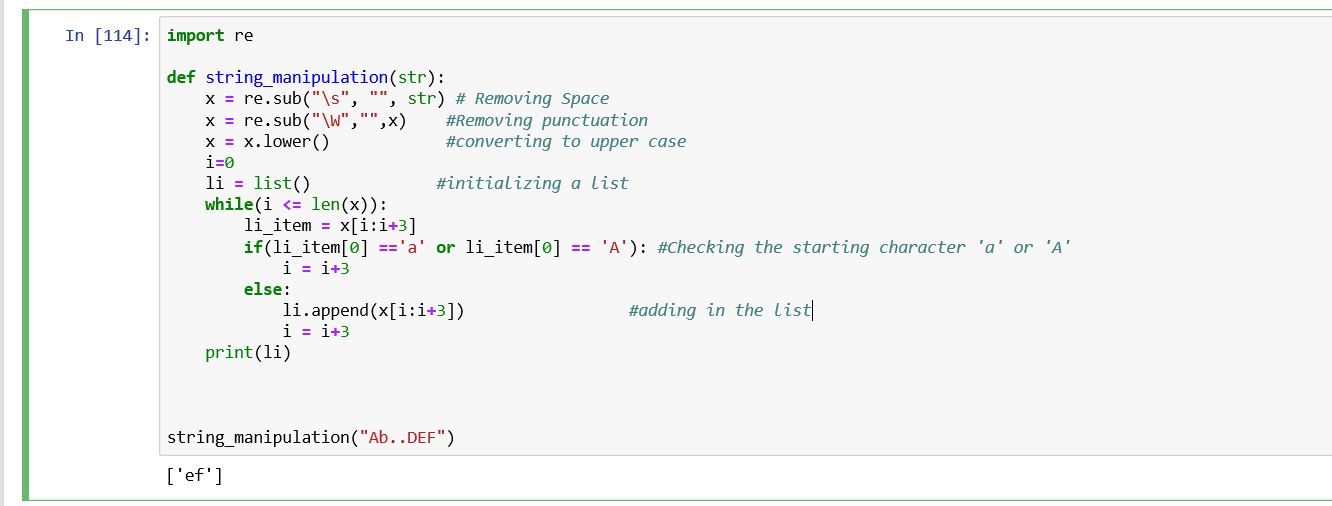 In [114]: import re
def string_manipulation(str):
    x = re.sub("\s", "", str) # Removing Space
    x = re.sub("\W","",x)    #Removing punctuation
    x = x.lower()            #converting to upper case
    i=0
    li = list()             #initializing a list
    while(i <= len(x)):
        li_item = x[i:i+3]
        if(li_item[0] =='a' or li_item[0] == 'A'): #Checking the starting character 'a' or 'A'
            i = i+3
        else:
            li.append(x[i:i+3])                 #adding in the list
            i = i+3
    print(li)
string_manipulation("Ab..DEF")
['ef']